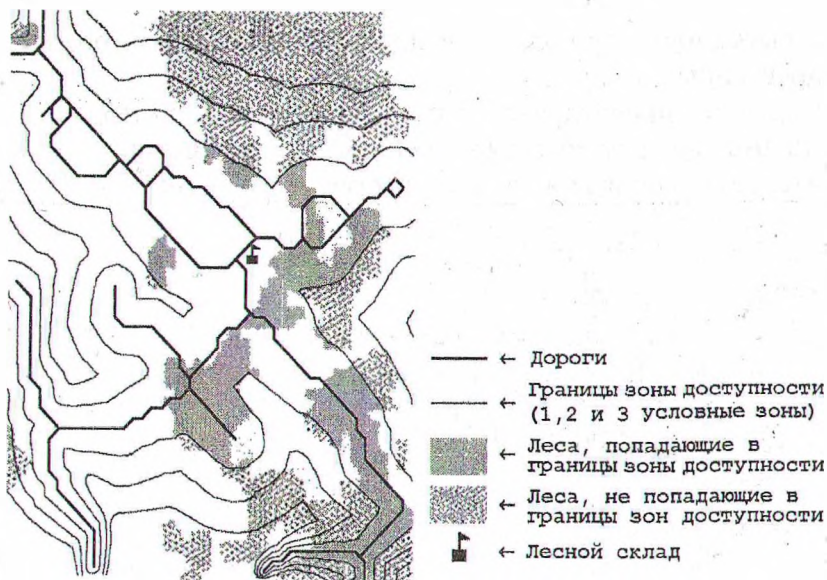 ← Дороги
← Границы зоны доступности
(1,2 и 3 условные зоны)
← Леса, попадающие в
границы зоны доступности
← Леса, не попадающие в
границы зон доступности
← Лесной склад